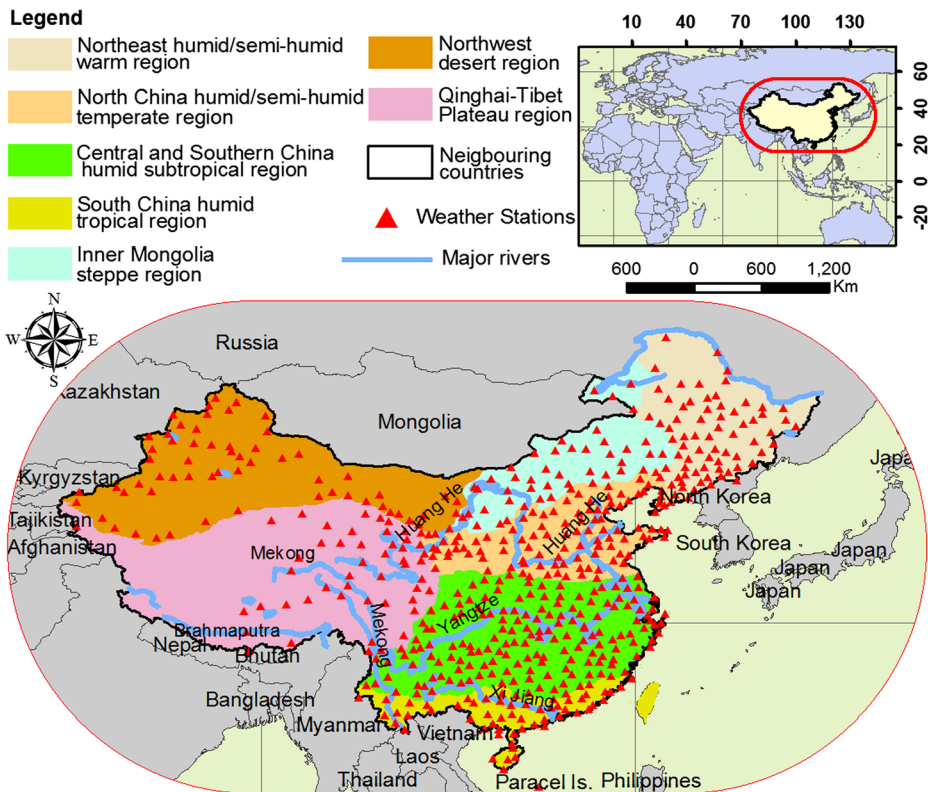 Legend
Northeast humid/semi-humid
warm region
North China humid/semi-humid
temperate region
Central and Southern China
humid subtropical region
South China humid
tropical region
Inner Mongolia
steppe region
Northwest
desert region
Qinghai-Tibet
Plateau region
Neigbouring
countries
Weather Stations
Major rivers
10 40 70 100 130
60
40
20
0
-20
600 0 600 1,200
Km
N
W E
S
Russia
Kazakhstan
Mongolia
Kyrgyzstan
Tajikistan
Afghanistan
Huang He
Huang He
North Korea
South Korea
Japa
Japan
Japan
Japan
Mekong
Mekong
Yangtze
Brahmaputra
Nepal
Bhutan
Bangladesh
Xi Jiang
Myanmar
Vietnam
Laos
Thailand
Paracel Is.
Philippines